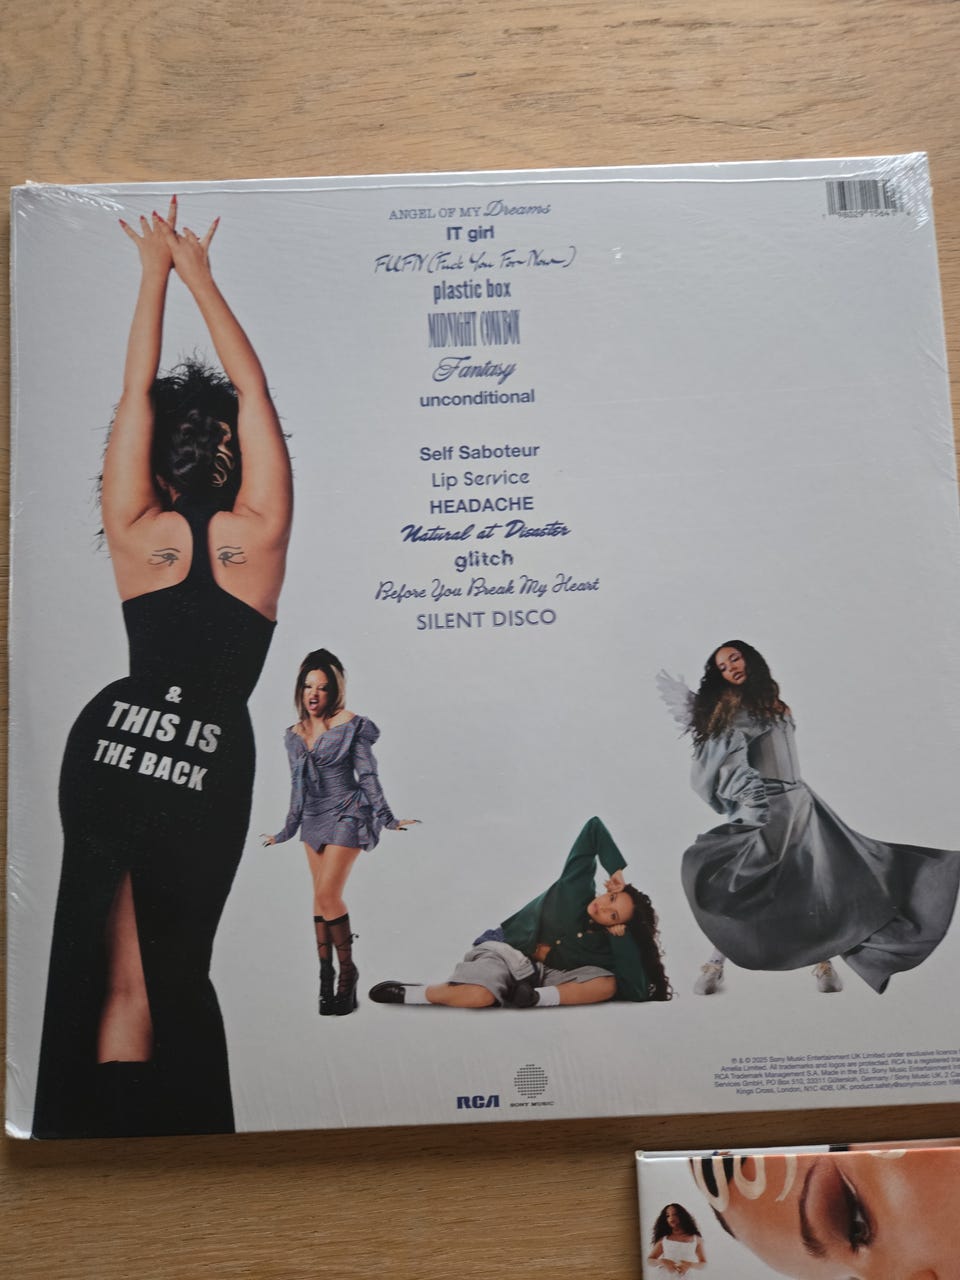 ANGEL OF MY Dreams
IT girl
FUFN (Fuck You For Now)
plastic box
MIDNIGHT COWBOY
Fantasy
unconditional
Self Saboteur
Lip Service
HEADACHE
Natural at Disaster
glitch
Before You Break My Heart
SILENT DISCO
&
THIS IS
THE BACK
RCA
SONY MUSIC
℗ & © 2025 Sony Music Entertainment UK Limited under exclusive licence
Amelia Limited. All trademarks and logos are protected. RCA is a registered
RCA Trademark Management S.A. Made in the EU. Sony Music Entertainment
Services GmbH, PO Box 510, 33311 Gütersloh, Germany / Sony Music UK, 2 Ca
Kings Cross, London, N1C 4DB, UK. product.safety@sonymusic.com